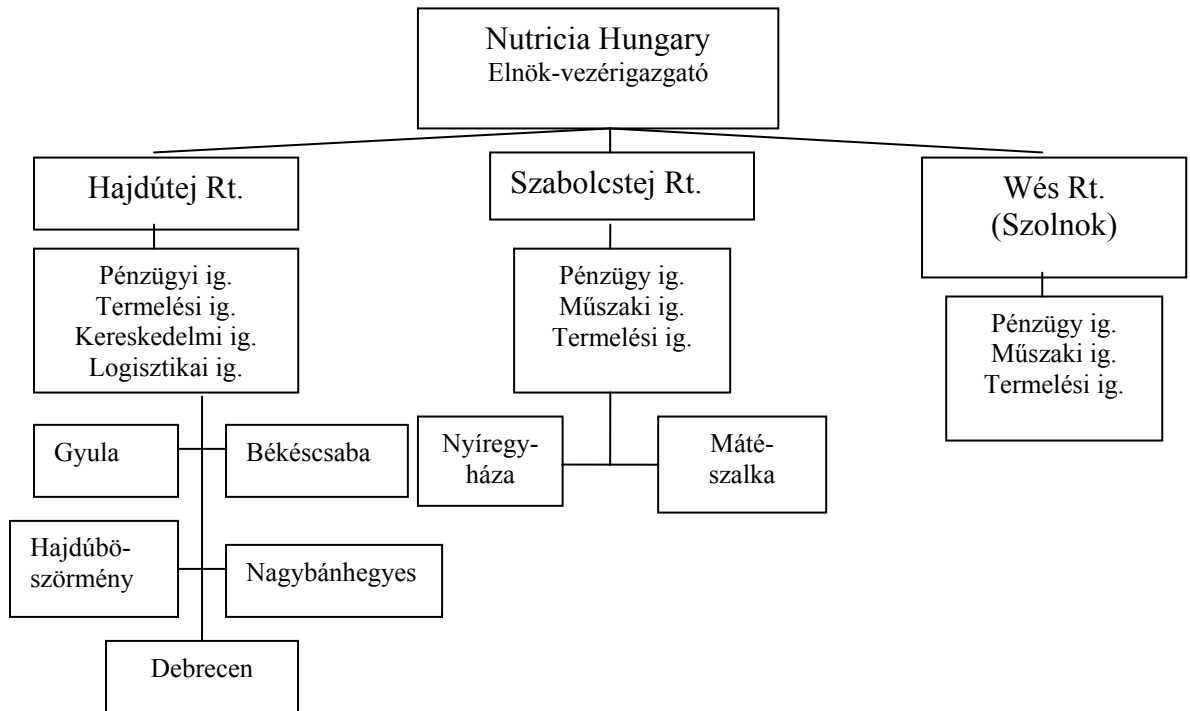 Nutricia Hungary
Elnök-vezérigazgató
Hajdútej Rt.
Szabolcstej Rt.
Wés Rt.
(Szolnok)
Pénzügyi ig.
Termelési ig.
Kereskedelmi ig.
Logisztikai ig.
Pénzügy ig.
Műszaki ig.
Termelési ig.
Pénzügy ig.
Műszaki ig.
Termelési ig.
Gyula
Békéscsaba
Nyíregy-
háza
Máté-
szalka
Hajdúbö-
szörmény
Nagybánhegyes
Debrecen